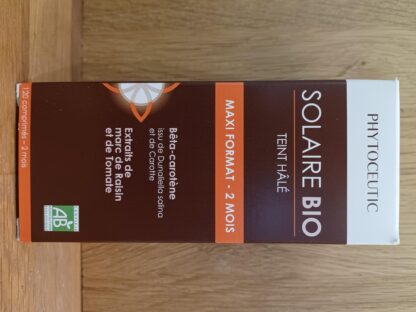 PHYTOCEUTIC
SOLAIRE BIO
TEINT HÂLÉ
MAXI FORMAT - 2 MOIS
Bêta-carotène
issu de Dunaliella salina
et de Carotte
Extraits de
marc de Raisin
et de Tomate
120 comprimés - 2 mois
AB